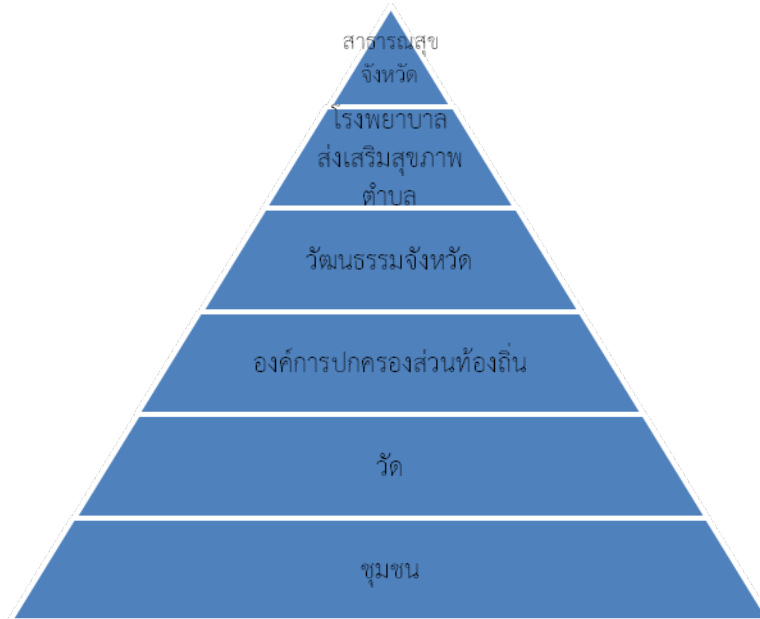 สาธารณสุข
จังหวัด
โรงพยาบาล
ส่งเสริมสุขภาพ
ตำบล
วัฒนธรรมจังหวัด
องค์การปกครองส่วนท้องถิ่น
วัด
ชุมชน